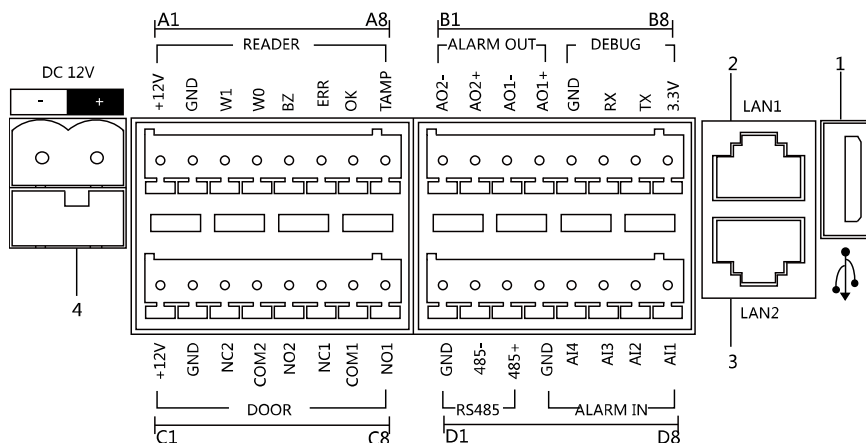 A1 A8 B1 B8
READER ALARM OUT DEBUG 2 1
DC 12V +12V GND W1 W0 BZ ERR OK TAMP AO2- AO2+ AO1- AO1+ GND RX TX 3.3V LAN1
- +
4 LAN2
+12V GND NC2 COM2 NO2 NC1 COM1 NO1 GND 485- 485+ GND AI4 AI3 AI2 AI1 3
DOOR RS485 ALARM IN
C1 C8 D1 D8